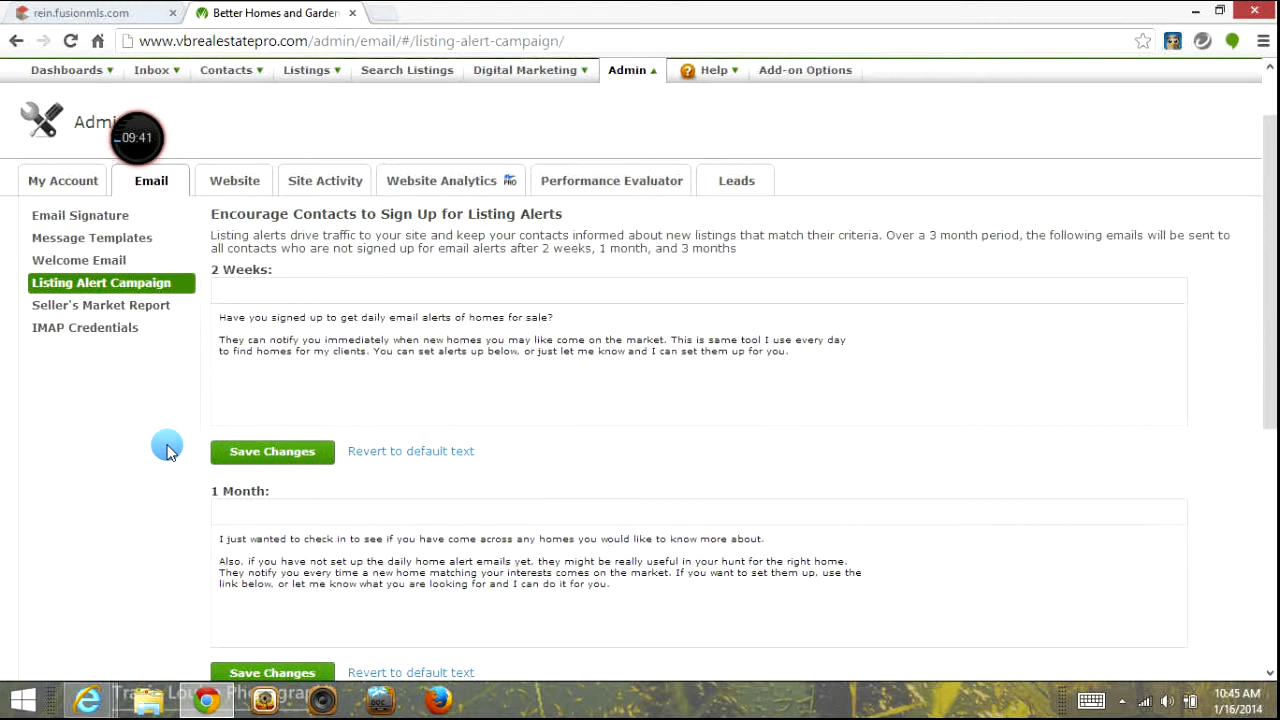 rein.fusionmls.com
Better Homes and Garden
www.vbrealestatepro.com/admin/email/#/listing-alert-campaign/
Dashboards Inbox Contacts Listings Search Listings Digital Marketing Admin Help Add-on Options
Admi
09:41
My Account Email Website Site Activity Website Analytics PRO Performance Evaluator Leads
Email Signature
Message Templates
Welcome Email
Listing Alert Campaign
Seller's Market Report
IMAP Credentials
Encourage Contacts to Sign Up for Listing Alerts
Listing alerts drive traffic to your site and keep your contacts informed about new listings that match their criteria. Over a 3 month period, the following emails will be sent to
all contacts who are not signed up for email alerts after 2 weeks, 1 month, and 3 months
2 Weeks:
Have you signed up to get daily email alerts of homes for sale?
They can notify you immediately when new homes you may like come on the market. This is same tool I use every day
to find homes for my clients. You can set alerts up below, or just let me know and I can set them up for you.
Save Changes Revert to default text
1 Month:
I just wanted to check in to see if you have come across any homes you would like to know more about.
Also, if you have not set up the daily home alert emails yet, they might be really useful in your hunt for the right home.
They notify you every time a new home matching your interests comes on the market. If you want to set them up, use the
link below, or let me know what you are looking for and I can do it for you.
Save Changes Revert to default text
DOC
10:45 AM
1/16/2014